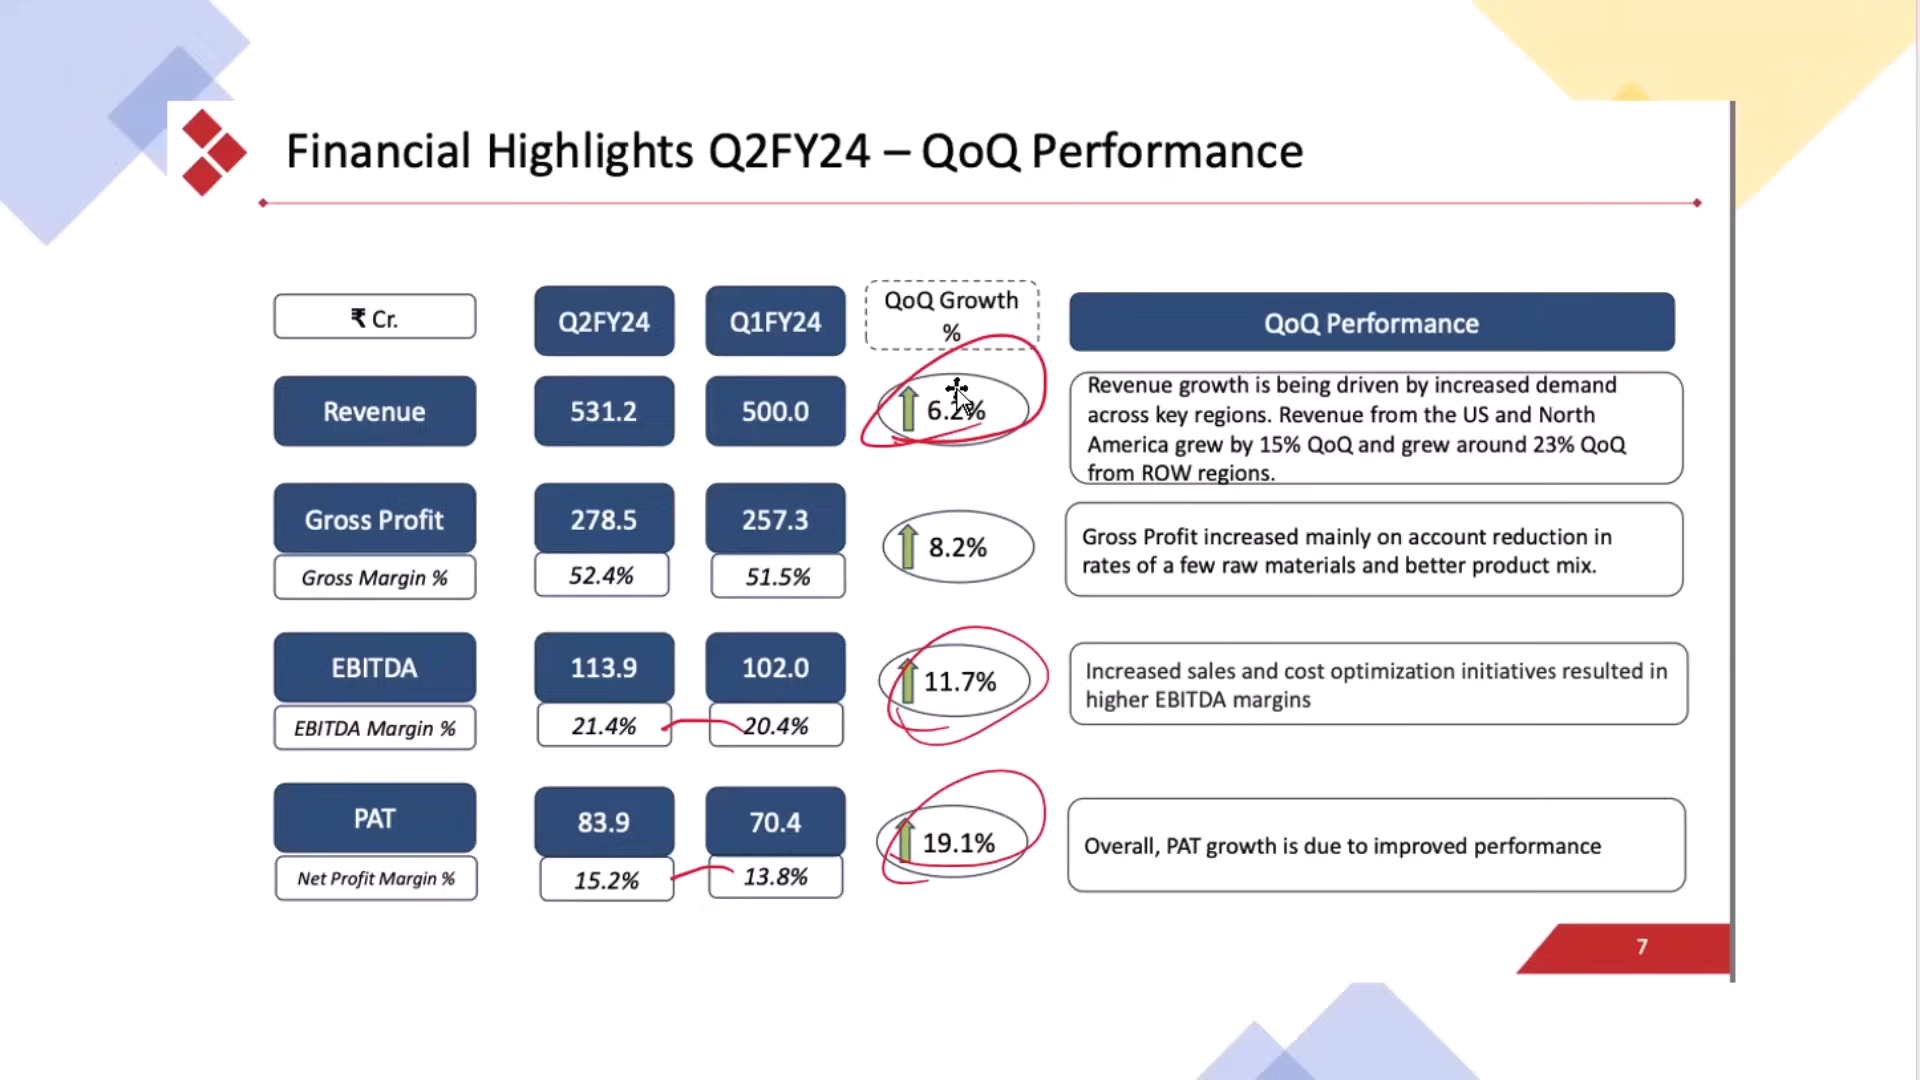 Financial Highlights Q2FY24 – QoQ Performance
₹ Cr.
Q2FY24
Q1FY24
QoQ Growth
%
QoQ Performance
Revenue
531.2
500.0
6.2%
Revenue growth is being driven by increased demand
across key regions. Revenue from the US and North
America grew by 15% QoQ and grew around 23% QoQ
from ROW regions.
Gross Profit
278.5
257.3
8.2%
Gross Margin %
52.4%
51.5%
Gross Profit increased mainly on account reduction in
rates of a few raw materials and better product mix.
EBITDA
113.9
102.0
11.7%
EBITDA Margin %
21.4%
20.4%
Increased sales and cost optimization initiatives resulted in
higher EBITDA margins
PAT
83.9
70.4
19.1%
Net Profit Margin %
15.2%
13.8%
Overall, PAT growth is due to improved performance
7